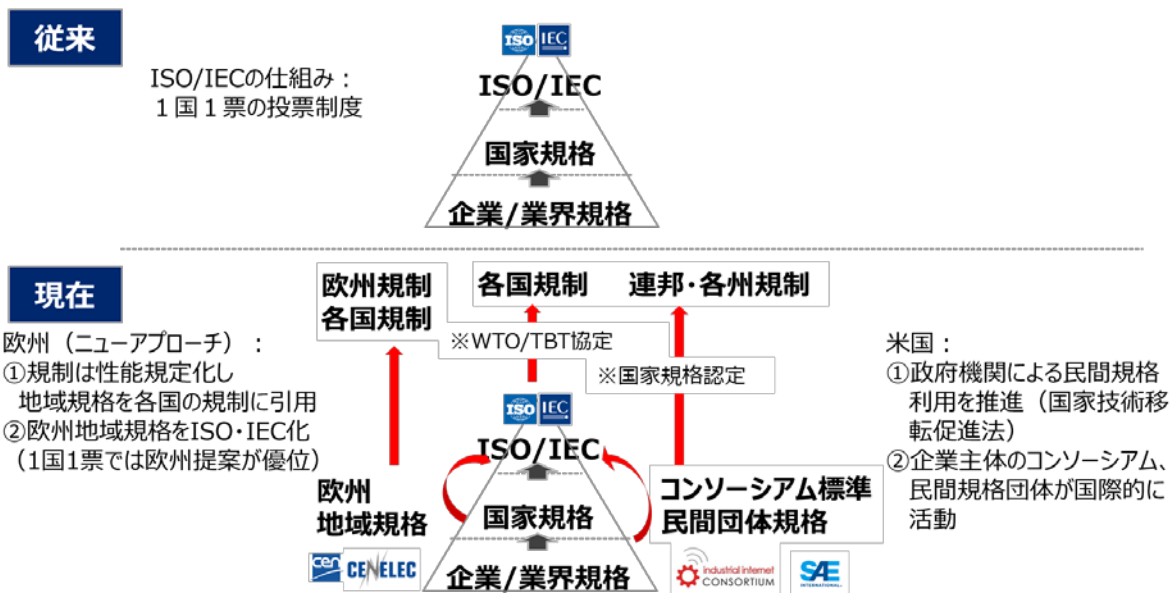 従来
ISO/IECの仕組み：
１国１票の投票制度
ISO IEC
ISO/IEC
国家規格
企業/業界規格
現在
欧州規制
各国規制
各国規制
連邦・各州規制
※WTO/TBT協定
※国家規格認定
欧州（ニューアプローチ）：
①規制は性能規定化し
地域規格を各国の規制に引用
②欧州地域規格をISO・IEC化
（1国1票では欧州提案が優位）
米国：
①政府機関による民間規格
利用を推進（国家技術移
転促進法）
②企業主体のコンソーシアム、
民間規格団体が国際的に
活動
ISO IEC
ISO/IEC
国家規格
企業/業界規格
欧州
地域規格
cen CENELEC
コンソーシアム標準
民間団体規格
industrial internet
CONSORTIUM
SAE
INTERNATIONAL